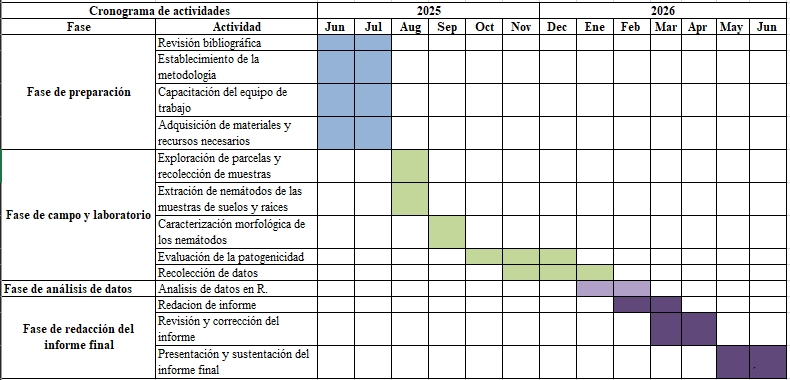 Cronograma de actividades 2025 2026
Fase Actividad Jun Jul Aug Sep Oct Nov Dec Ene Feb Mar Apr May Jun
Fase de preparación
Revisión bibliográfica
Establecimiento de la
metodología
Capacitación del equipo de
trabajo
Adquisición de materiales y
recursos necesarios
Fase de campo y laboratorio
Exploración de parcelas y
recolección de muestras
Extración de nemátodos de las
muestras de suelos y raices
Caracterización morfológica de
los nemátodos
Evaluación de la patogenicidad
Recolección de datos
Fase de análisis de datos
Analisis de datos en R.
Fase de redacción del
informe final
Redacion de informe
Revisión y corrección del
informe
Presentación y sustentación del
informe final